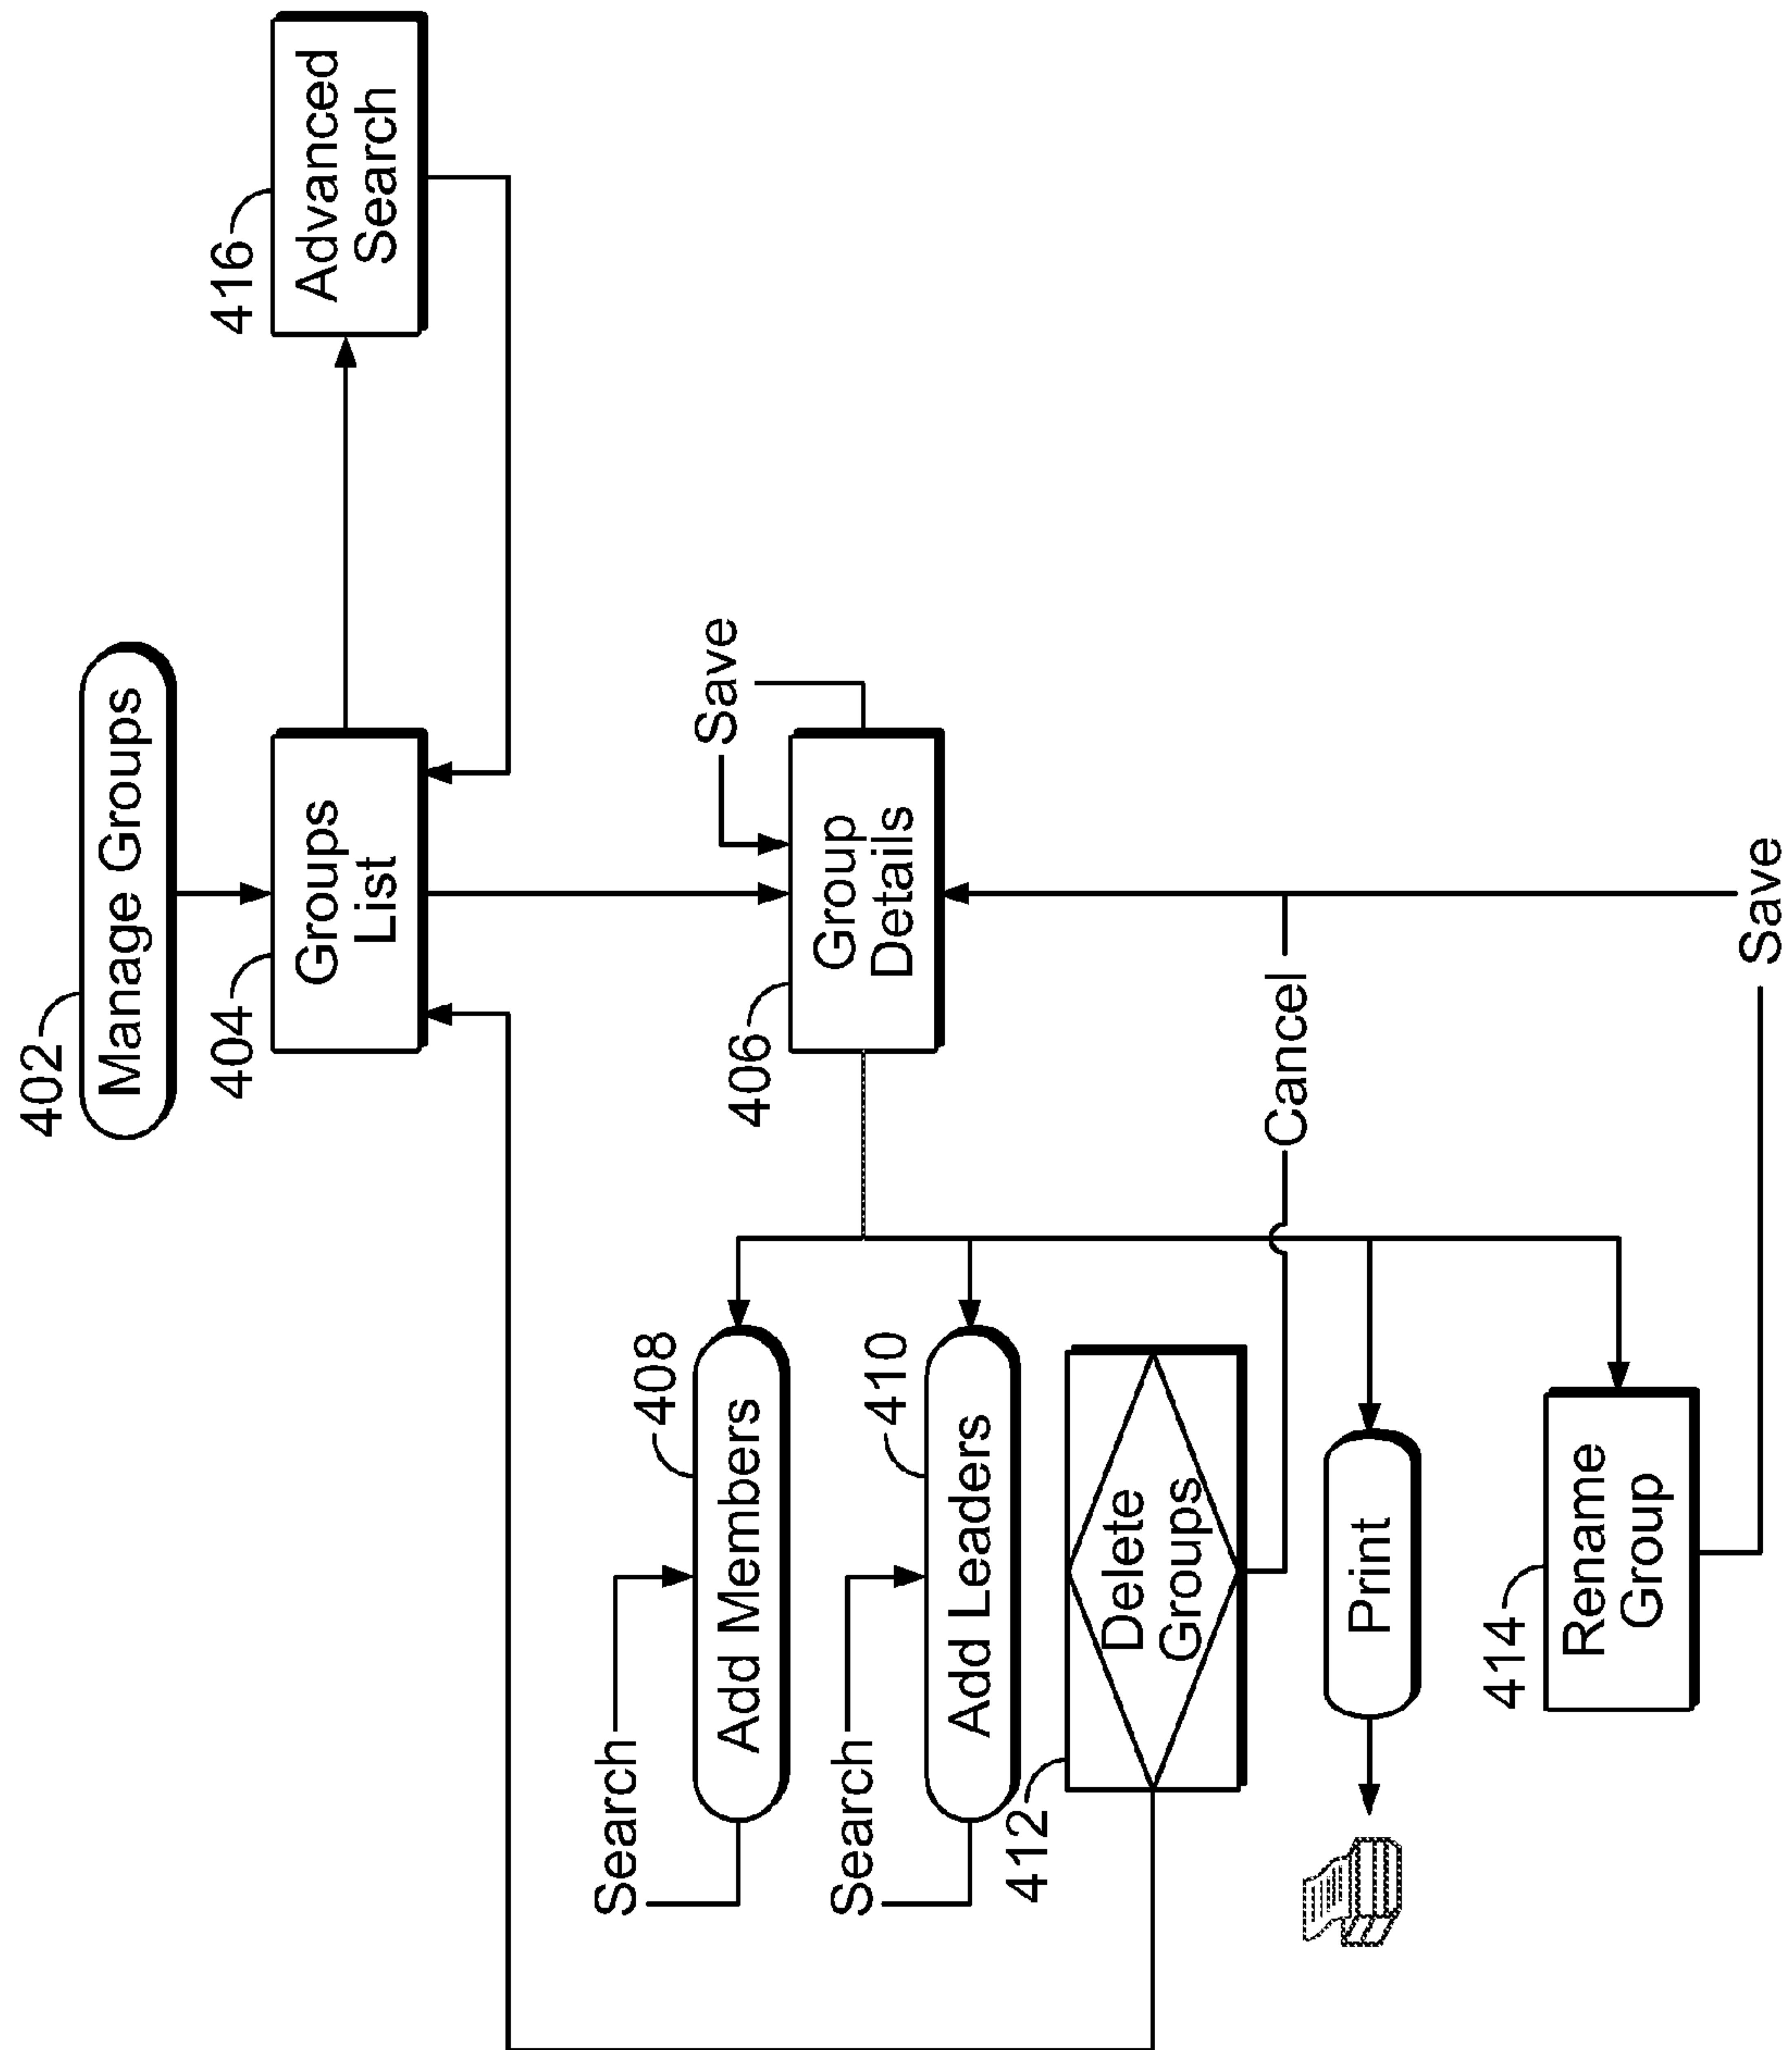 402
Manage Groups
404
Groups
List
416
Advanced
Search
Save
406
Group
Details
Search
408
Add Members
Search
410
Add Leaders
412
Delete
Groups
Cancel
Print
414
Rename
Group
Save